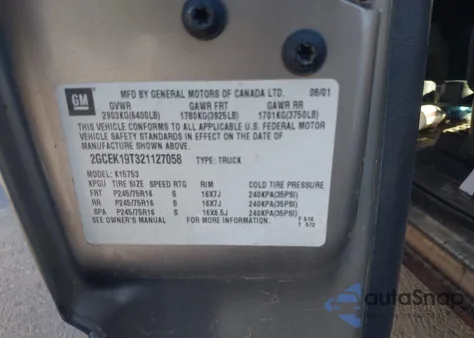 GM
MFD BY GENERAL MOTORS OF CANADA LTD. 08/01
GVWR GAWR FRT GAWR RR
2903KG(6400LB) 1780KG(3925LB) 1701KG(3750LB)
THIS VEHICLE CONFORMS TO ALL APPLICABLE U.S. FEDERAL MOTOR
VEHICLE SAFETY STANDARDS IN EFFECT ON THE DATE OF
MANUFACTURE SHOWN ABOVE.
2GCEK19T321127058 TYPE: TRUCK
MODEL: K15753
KPGU TIRE SIZE SPEED RTG RIM COLD TIRE PRESSURE
FRT P245/75R16 S 16X7J 240KPA(35PSI)
RR P245/75R16 S 16X7J 240KPA(35PSI)
SPA P245/75R16 S 16X6.5J 240KPA(35PSI)
SEE OWNER'S MANUAL FOR MORE INFORMATION.
autoSnap